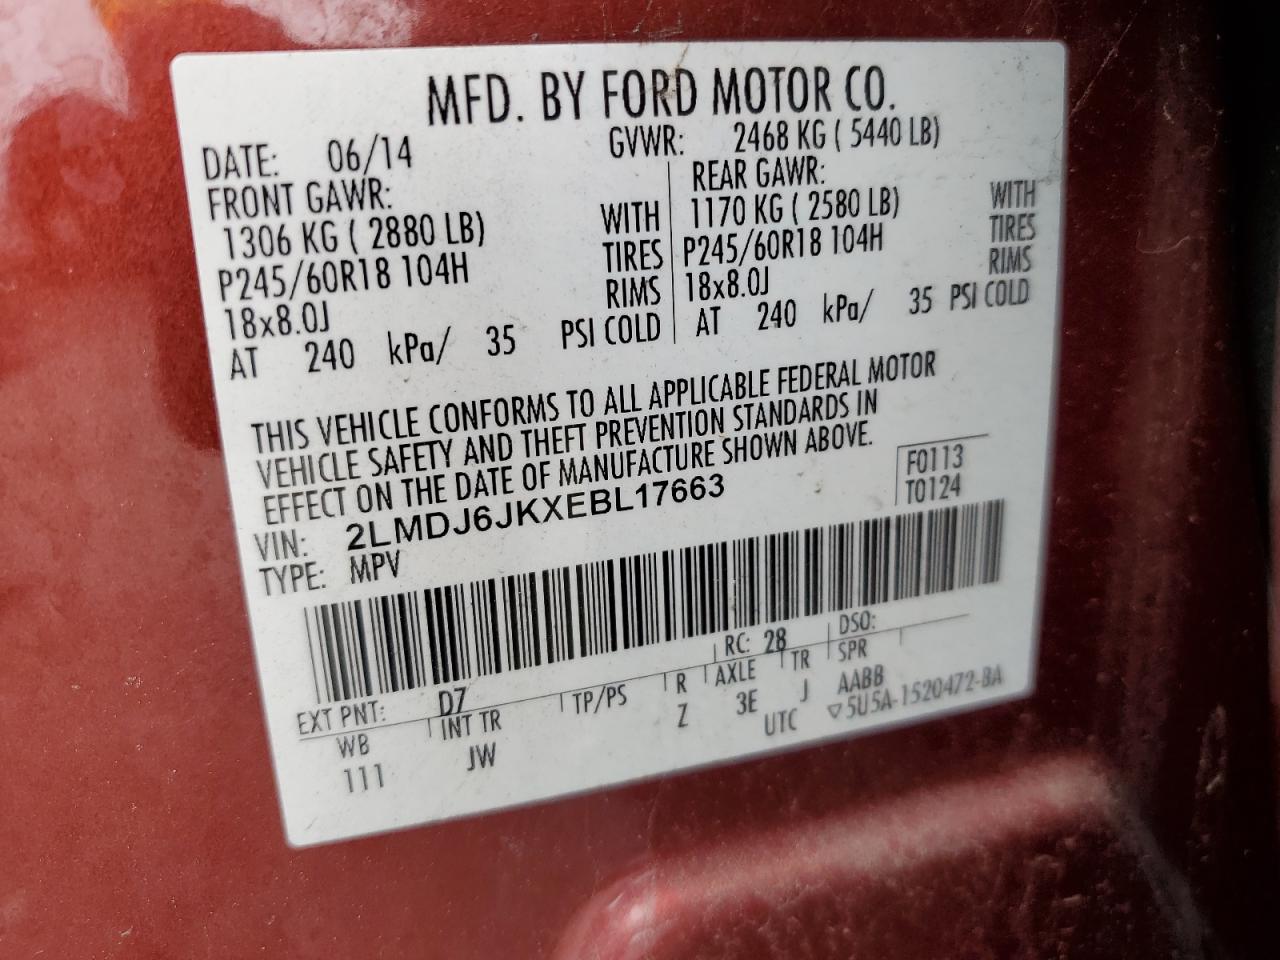 MFD. BY FORD MOTOR CO.
DATE: 06/14 GVWR: 2468 KG ( 5440 LB)
FRONT GAWR: REAR GAWR:
1306 KG ( 2880 LB) WITH 1170 KG ( 2580 LB) WITH
P245/60R18 104H TIRES P245/60R18 104H TIRES
18x8.0J RIMS 18x8.0J RIMS
AT 240 kPa/ 35 PSI COLD AT 240 kPa/ 35 PSI COLD
THIS VEHICLE CONFORMS TO ALL APPLICABLE FEDERAL MOTOR
VEHICLE SAFETY AND THEFT PREVENTION STANDARDS IN
EFFECT ON THE DATE OF MANUFACTURE SHOWN ABOVE.
VIN: 2LMDJ6JKXEBL17663 F0113
TYPE: MPV T0124
EXT PNT: D7 RC: 28 DSO:
WB INT TR TP/PS R AXLE TR SPR
111 JW Z 3E J AABB
UTC ▽5U5A-1520472-BA